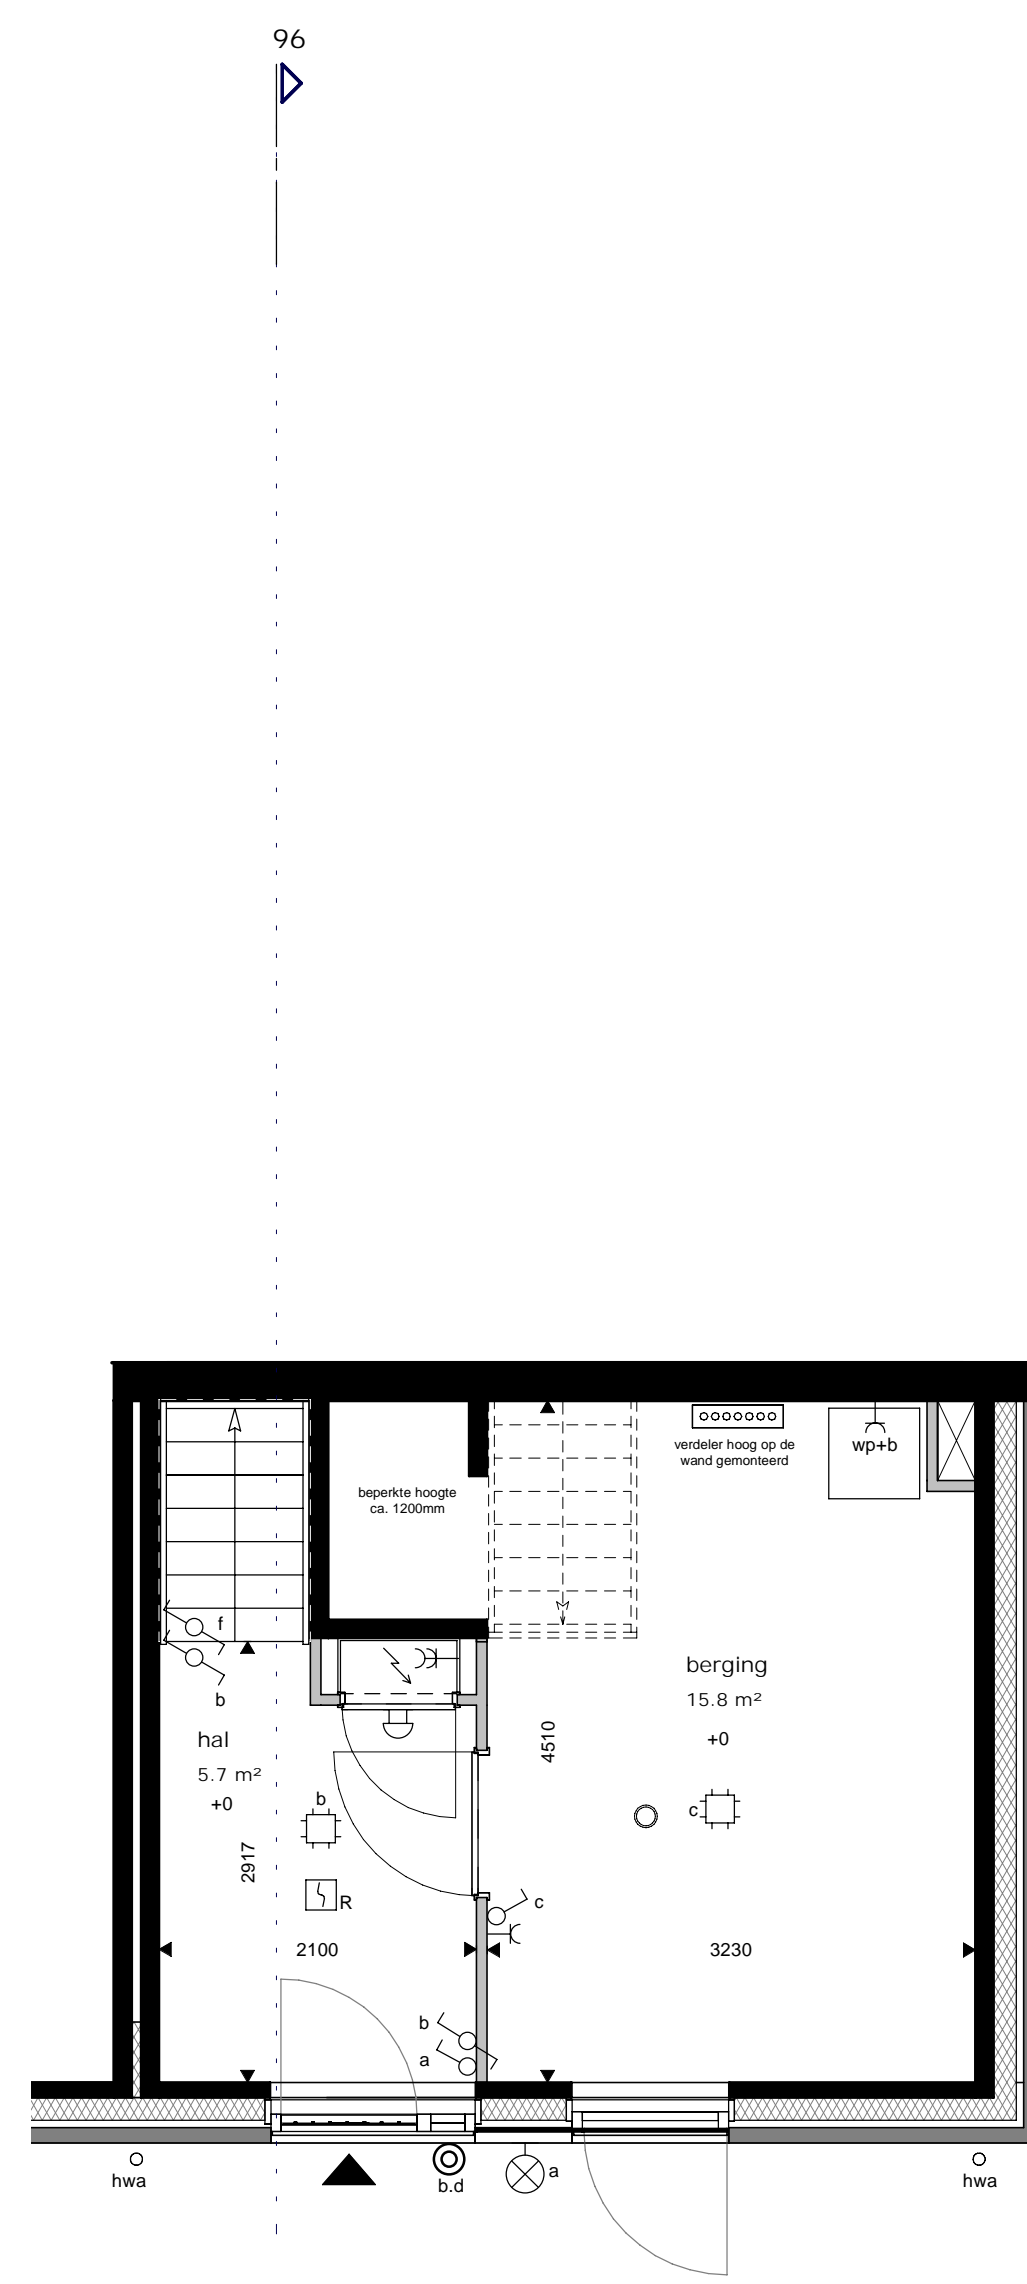 96
verdeler hoog op de
wand gemonteerd
wp+b
beperkte hoogte
ca. 1200mm
f
b
berging
15.8 m²
+0
hal
5.7 m²
+0
4510
b
c
2917
R
c
2100
3230
b
a
hwa
b.d
a
hwa